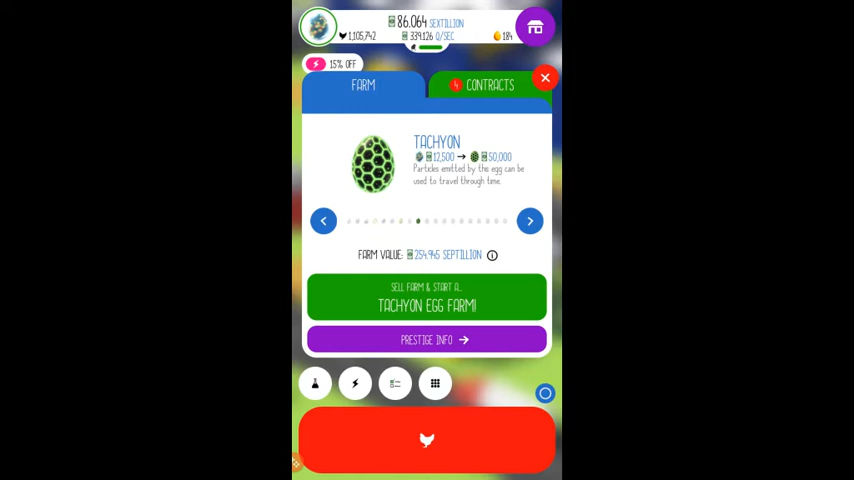 86.064 SEXTILLION
1,105,742
339.126 Q/SEC
184
15% OFF
FARM
4 CONTRACTS
TACHYON
12,500 → 50,000
Particles emitted by this egg can be
used to travel through time.
FARM VALUE: 254.945 SEPTILLION
SELL FARM & START A...
TACHYON EGG FARM!
PRESTIGE INFO →